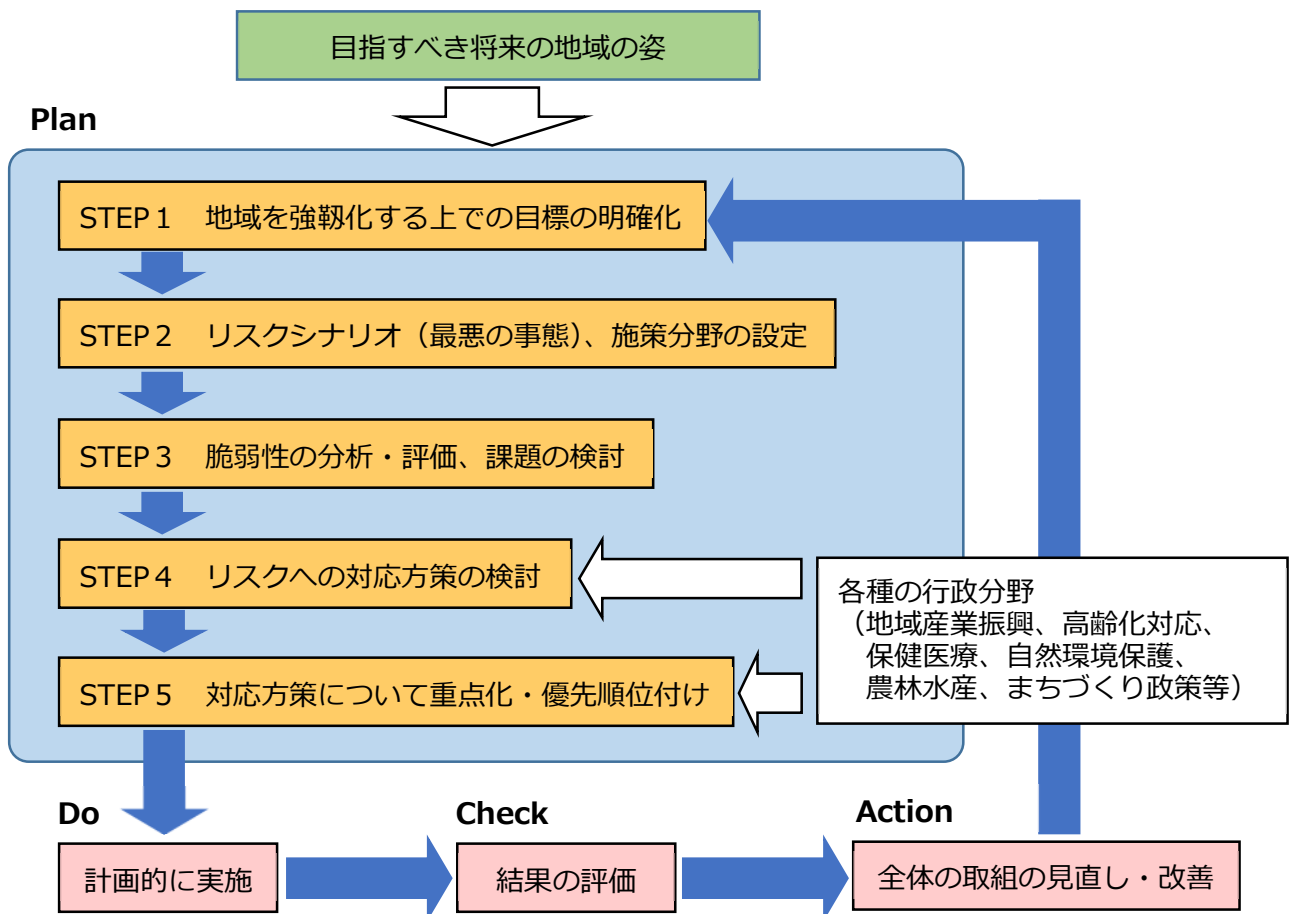 目指すべき将来の地域の姿
Plan
STEP1 地域を強靱化する上での目標の明確化
STEP2 リスクシナリオ（最悪の事態）、施策分野の設定
STEP3 脆弱性の分析・評価、課題の検討
STEP4 リスクへの対応方策の検討
各種の行政分野
（地域産業振興、高齢化対応、
保健医療、自然環境保護、
農林水産、まちづくり政策等）
STEP5 対応方策について重点化・優先順位付け
Do
計画的に実施
Check
結果の評価
Action
全体の取組の見直し・改善